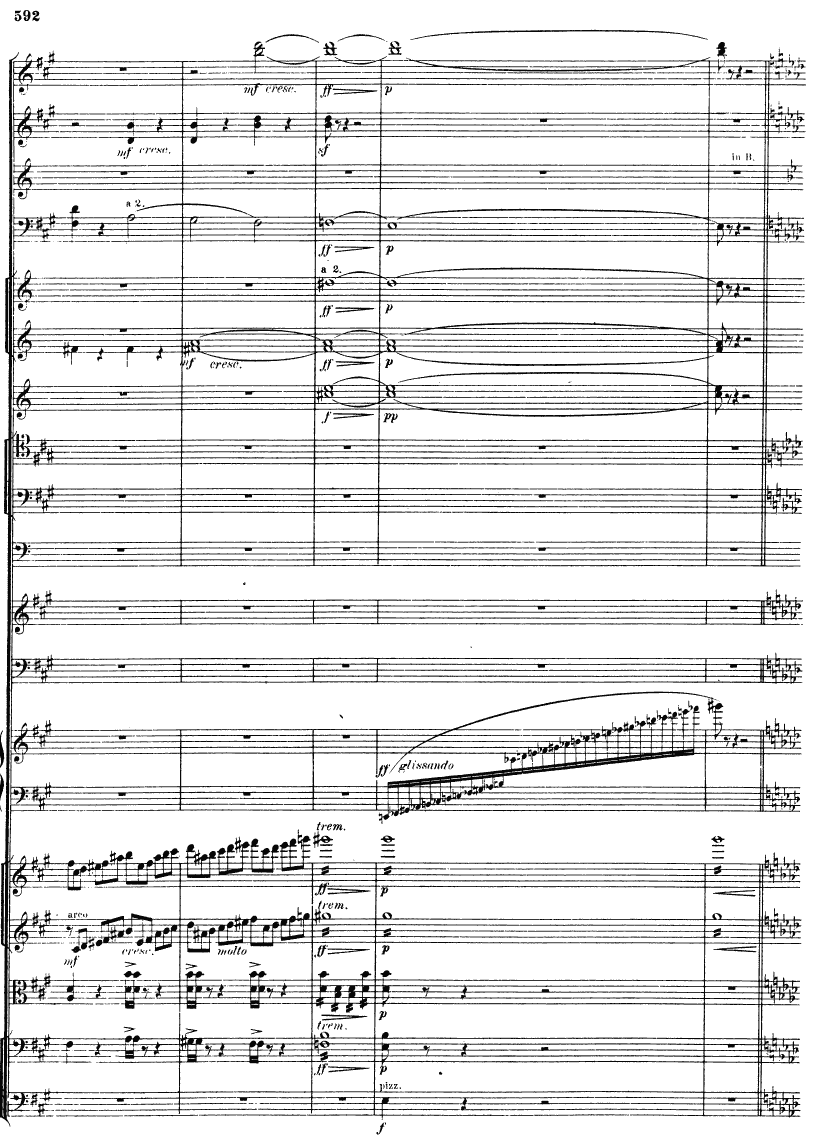 592
mf cresc. ff p
mf cresc. sf
in B.
a 2.
ff p
a 2.
ff p
mf cresc. ff p
f pp
ff glissando
trem.
ff p
arco trem.
mf cresc. molto ff p
p
trem.
ff p
pizz.
f